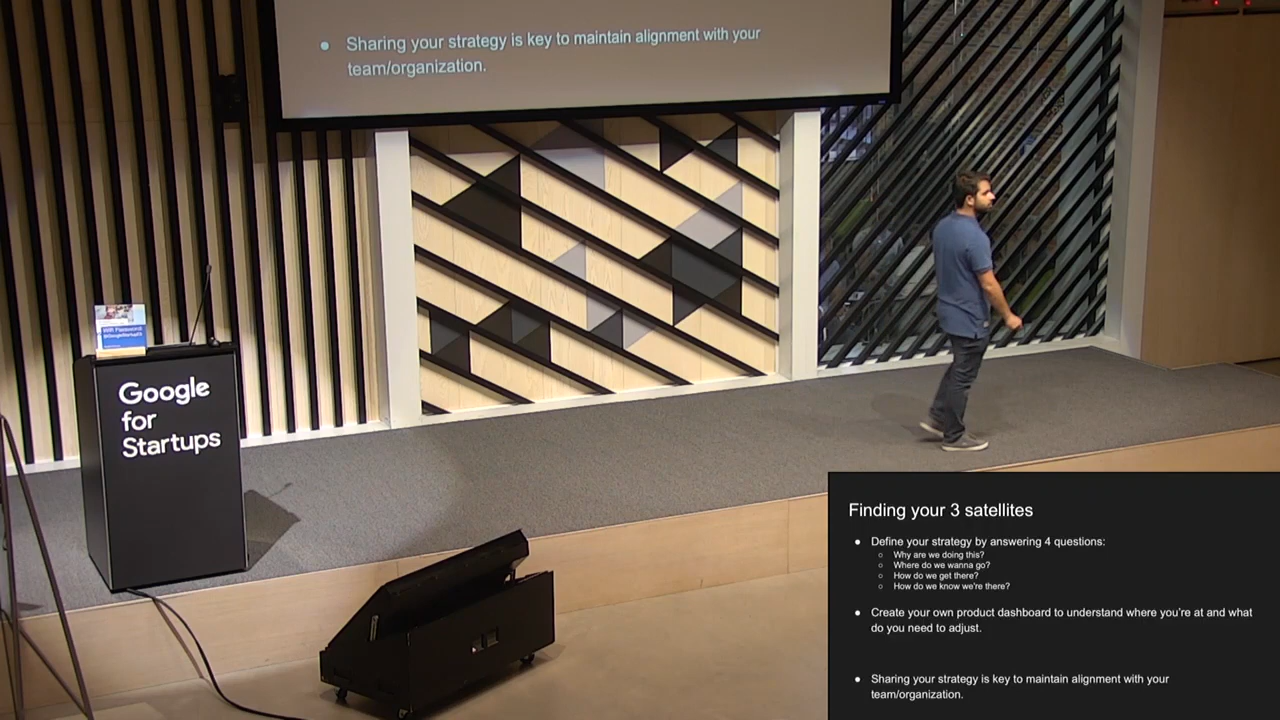 ● Sharing your strategy is key to maintain alignment with your
team/organization.
Google
for
Startups
Finding your 3 satellites
● Define your strategy by answering 4 questions:
○ Why are we doing this?
○ Where do we wanna go?
○ How do we get there?
○ How do we know we're there?
● Create your own product dashboard to understand where you're at and what
do you need to adjust.
● Sharing your strategy is key to maintain alignment with your
team/organization.